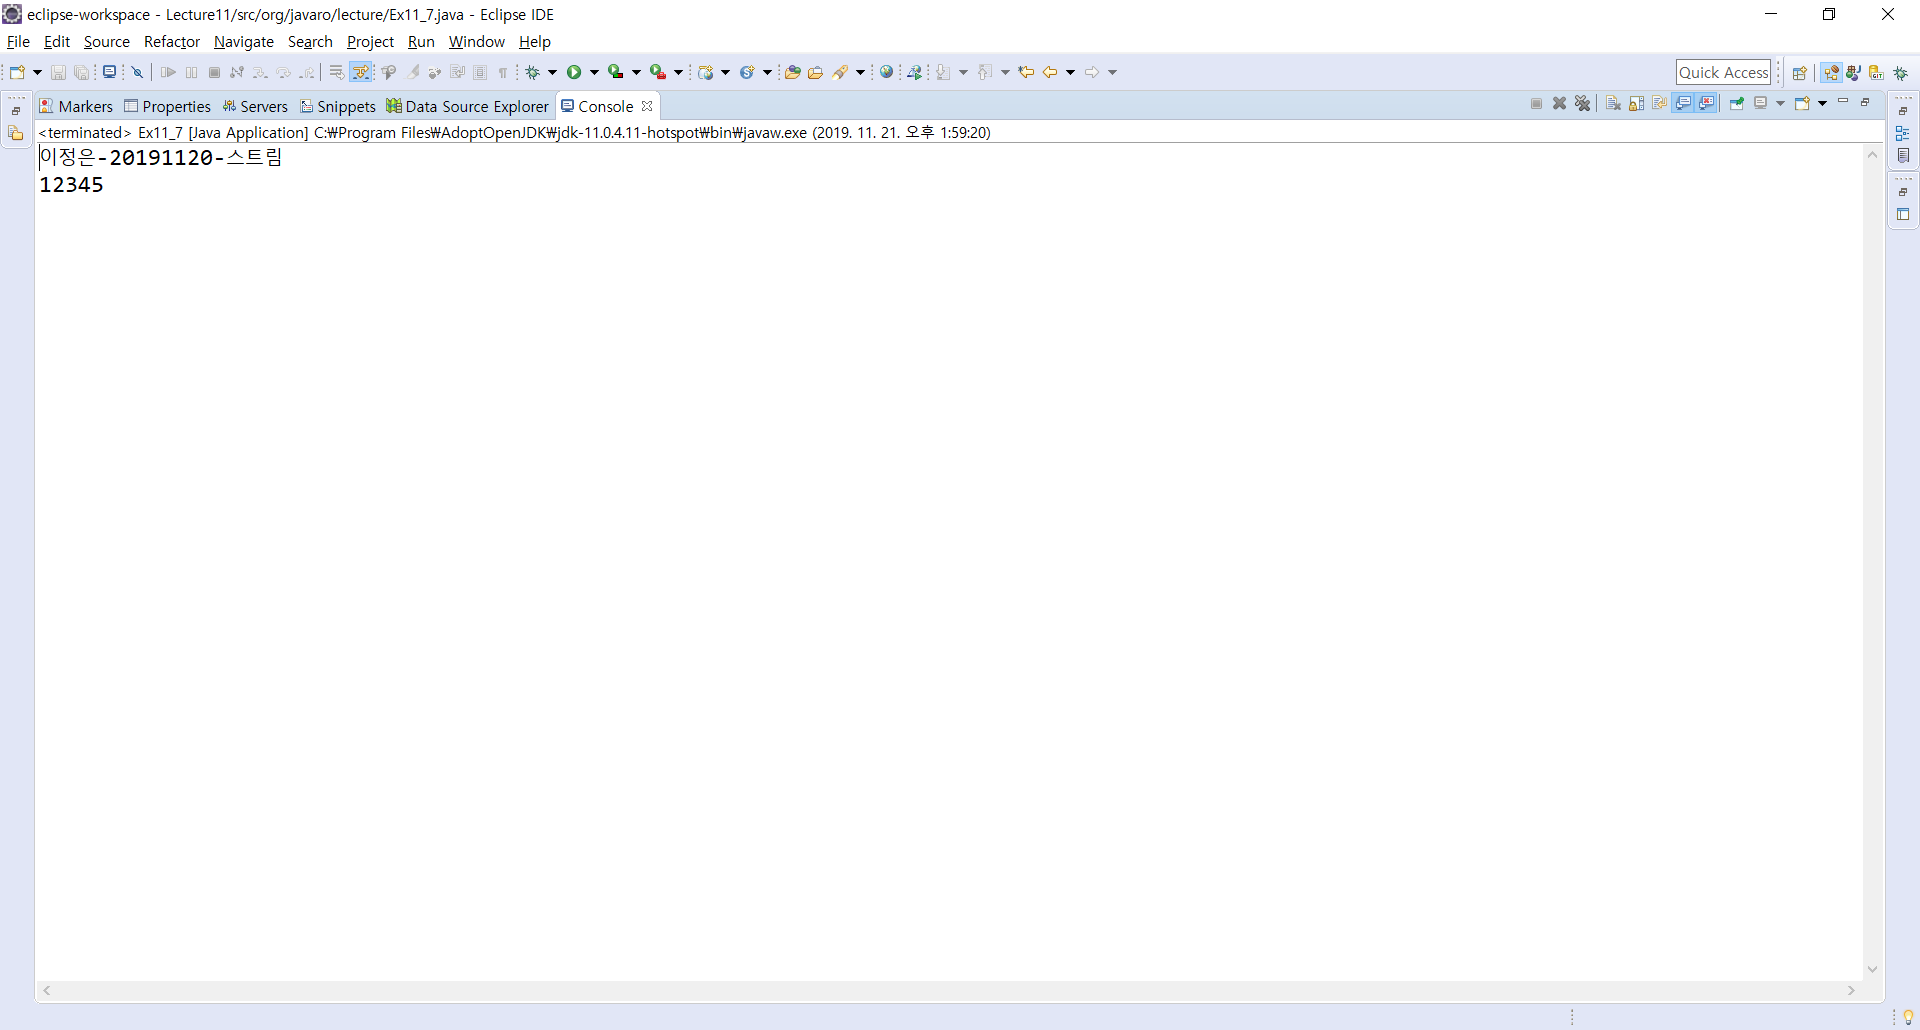 eclipse-workspace - Lecture11/src/org/javaro/lecture/Ex11_7.java - Eclipse IDE
File Edit Source Refactor Navigate Search Project Run Window Help
Quick Access
Markers Properties Servers Snippets Data Source Explorer Console
<terminated> Ex11_7 [Java Application] C:₩Program Files₩AdoptOpenJDK₩jdk-11.0.4.11-hotspot₩bin₩javaw.exe (2019. 11. 21. 오후 1:59:20)
이정은-20191120-스트림
12345